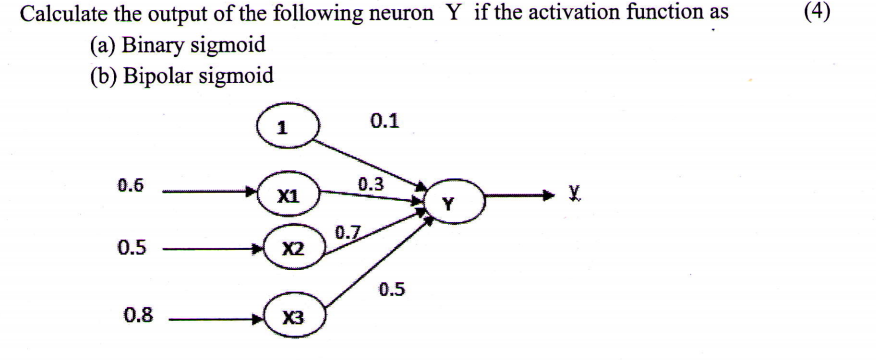 Calculate the output of the following neuron Y if the activation function as (4)
(a) Binary sigmoid
(b) Bipolar sigmoid
1
0.1
0.6
X1
0.3
Y
y
0.5
X2
0.7
0.8
X3
0.5